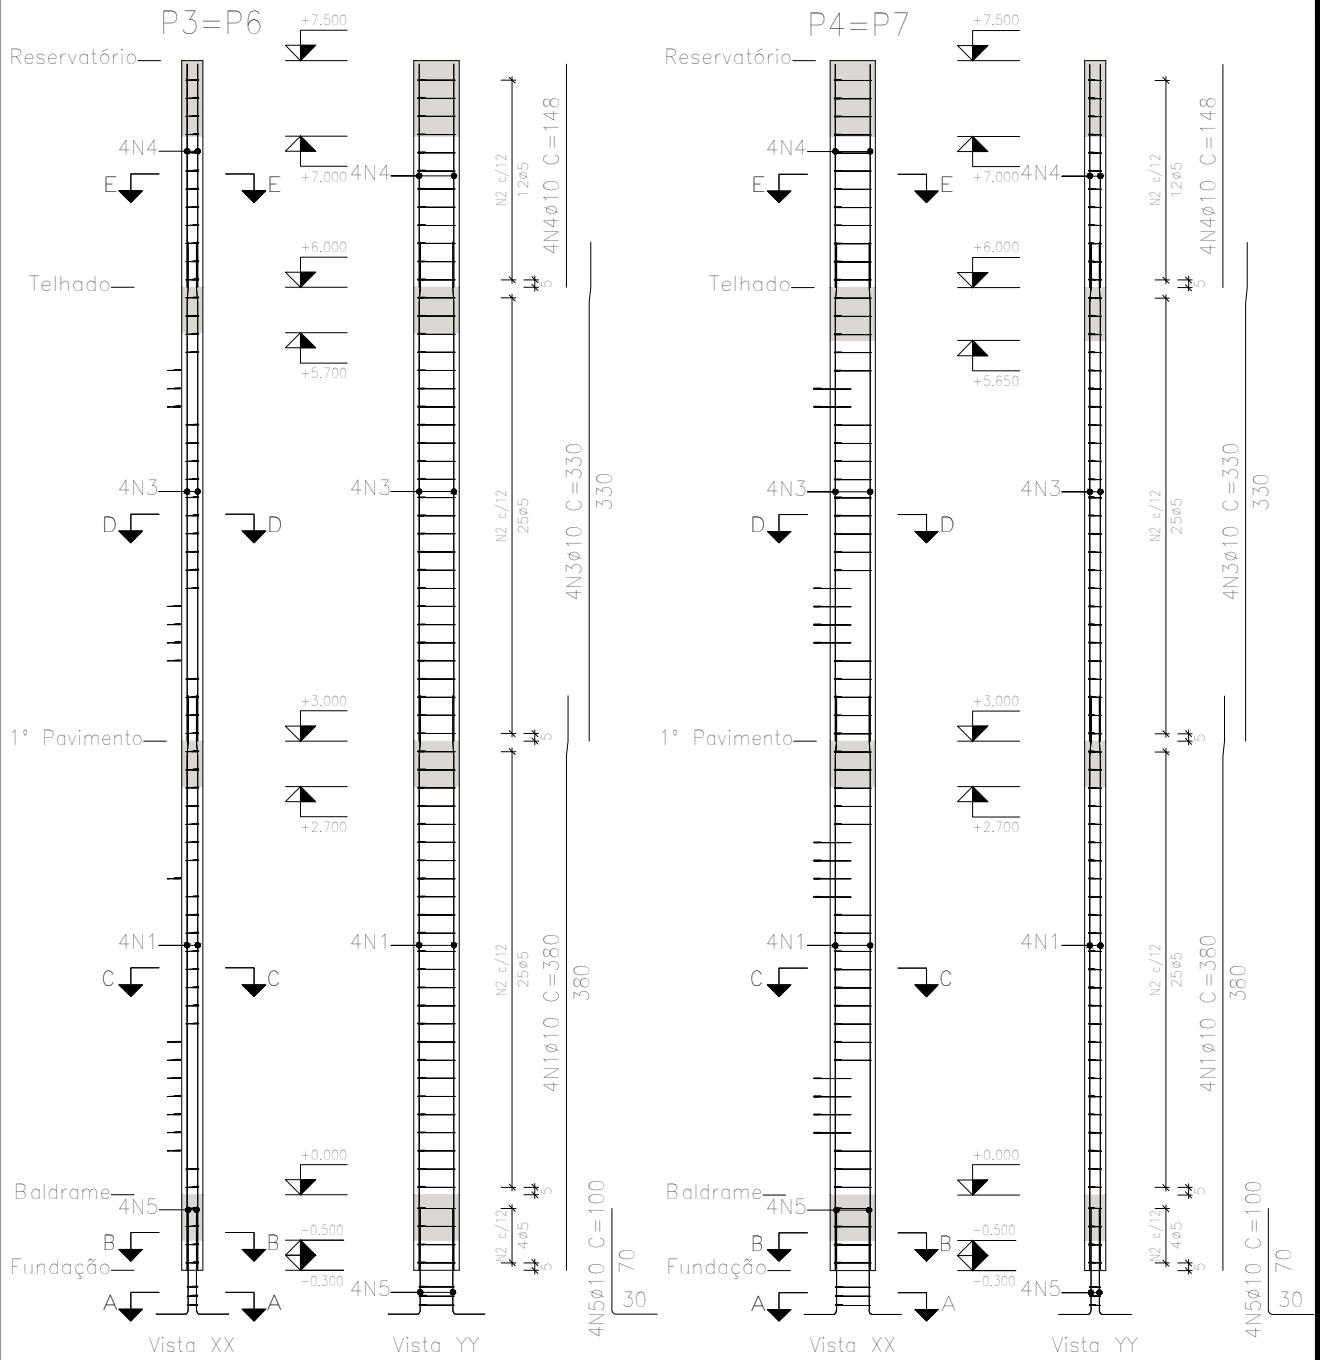 P3=P6
+7.500
Reservatório
4N4
E
E
+7.000
4N4
N2 c/12
12ø5
4N4ø10 C=148
+6.000
Telhado
5
+5.700
4N3
4N3
D
D
N2 c/12
25ø5
4N3ø10 C=330
330
+3.000
1° Pavimento
5
+2.700
4N1
4N1
C
C
N2 c/12
25ø5
4N1ø10 C=380
380
+0.000
Baldrame
5
4N5
B
B
-0.500
N2 c/12
4ø5
Fundação
-0.300
5
4N5
A
A
4N5ø10 C=100
70
30
Vista XX
Vista YY
P4=P7
+7.500
Reservatório
4N4
E
E
+7.000
4N4
N2 c/12
12ø5
4N4ø10 C=148
+6.000
Telhado
5
+5.650
4N3
4N3
D
D
N2 c/12
25ø5
4N3ø10 C=330
330
+3.000
1° Pavimento
5
+2.700
4N1
4N1
C
C
N2 c/12
25ø5
4N1ø10 C=380
380
+0.000
Baldrame
5
4N5
B
B
-0.500
N2 c/12
4ø5
Fundação
-0.300
5
4N5
A
A
4N5ø10 C=100
70
30
Vista XX
Vista YY